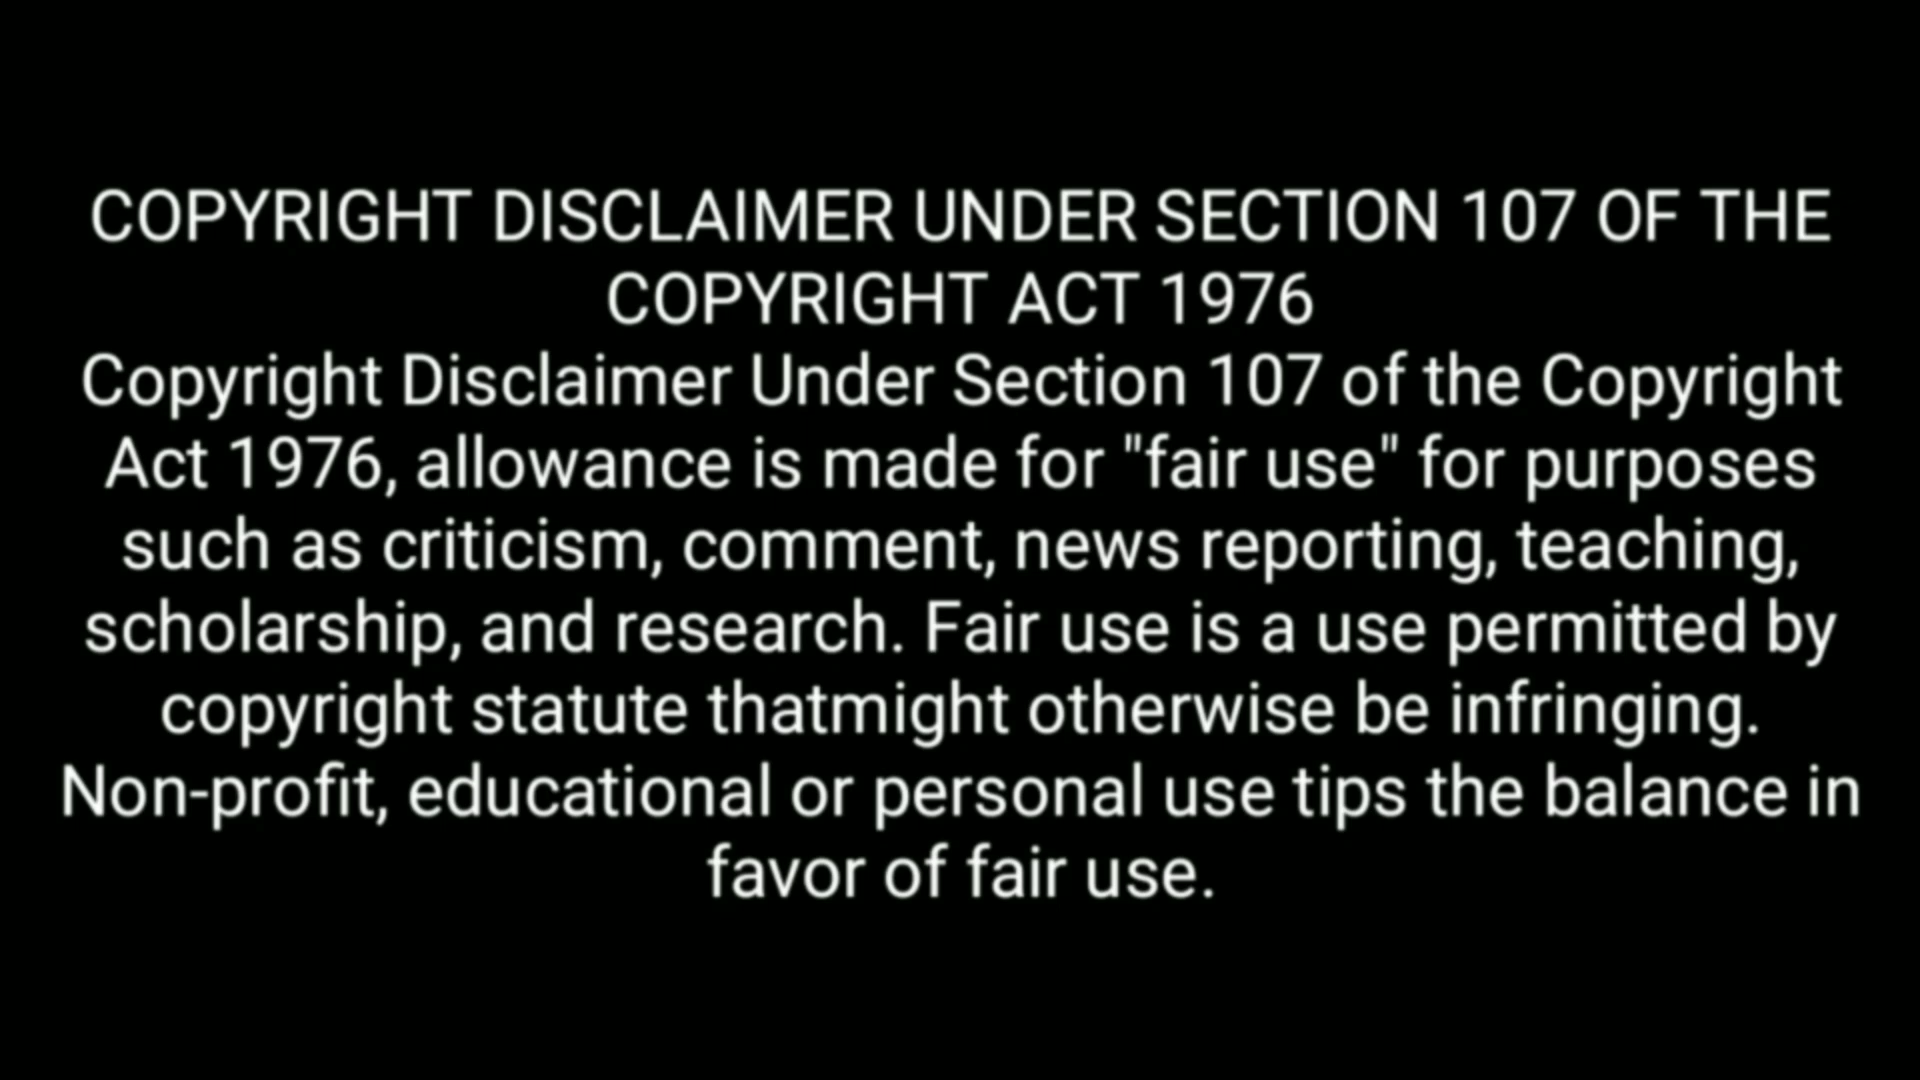 COPYRIGHT DISCLAIMER UNDER SECTION 107 OF THE
COPYRIGHT ACT 1976
Copyright Disclaimer Under Section 107 of the Copyright
Act 1976, allowance is made for "fair use" for purposes
such as criticism, comment, news reporting, teaching,
scholarship, and research. Fair use is a use permitted by
copyright statute thatmight otherwise be infringing.
Non-profit, educational or personal use tips the balance in
favor of fair use.